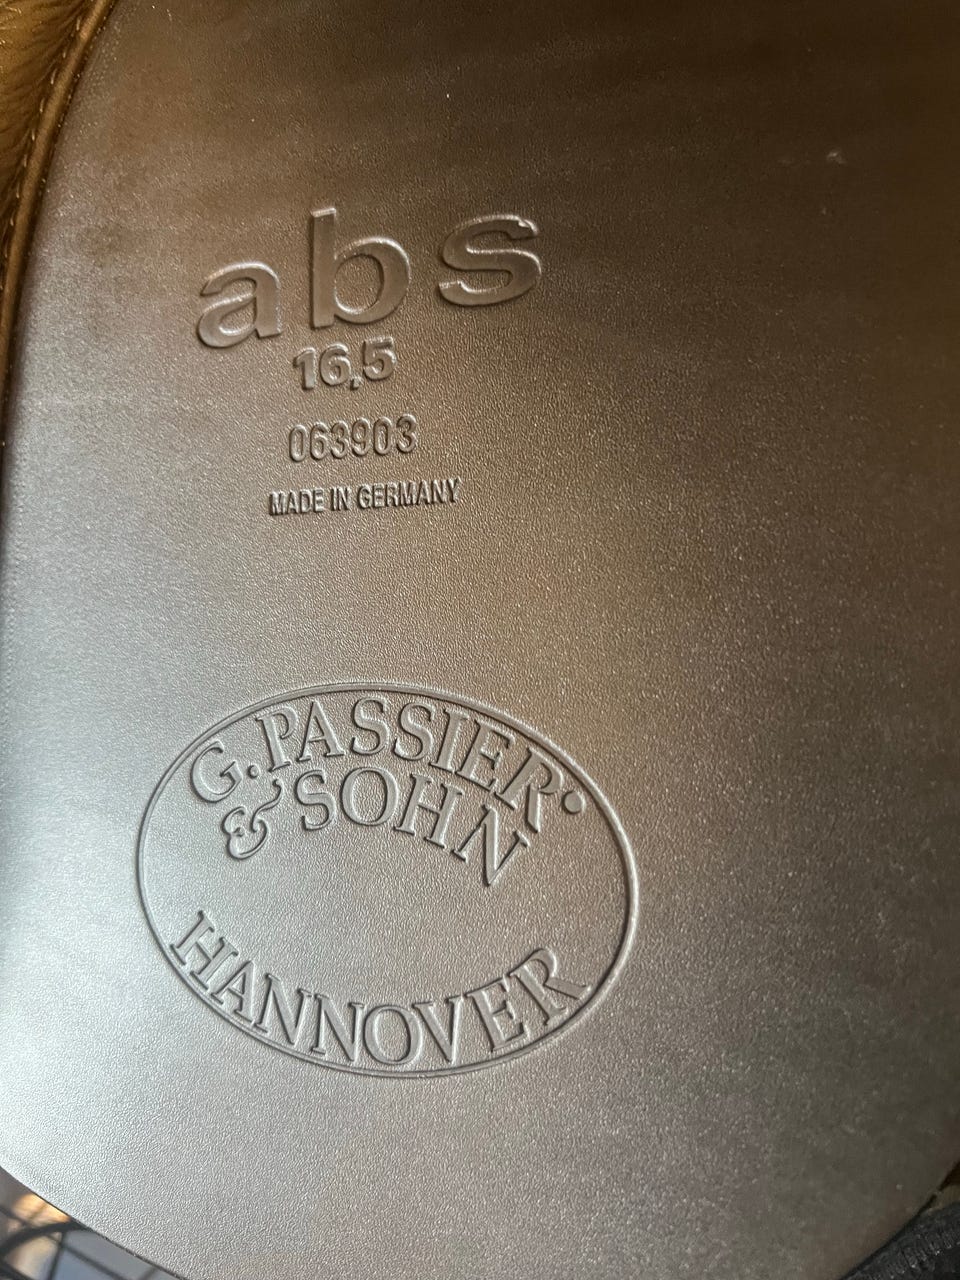 abs
16,5
063903
MADE IN GERMANY
G. PASSIER
& SOHN
HANNOVER